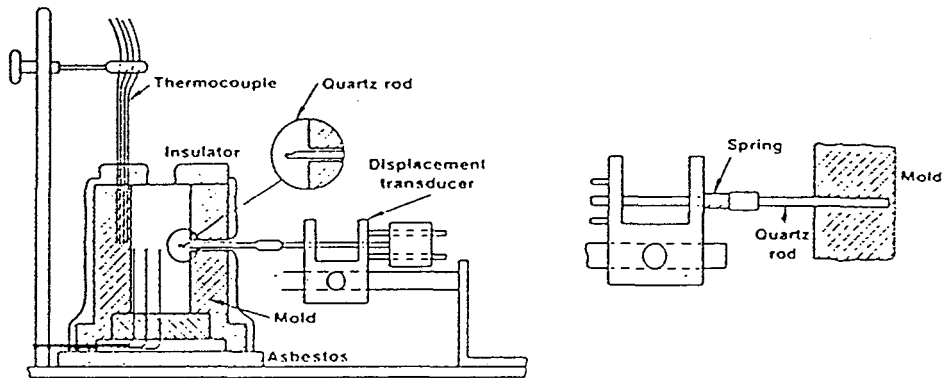 Thermocouple
Quartz rod
Insulator
Displacement
transducer
Mold
Asbestos
Spring
Mold
Quartz
rod